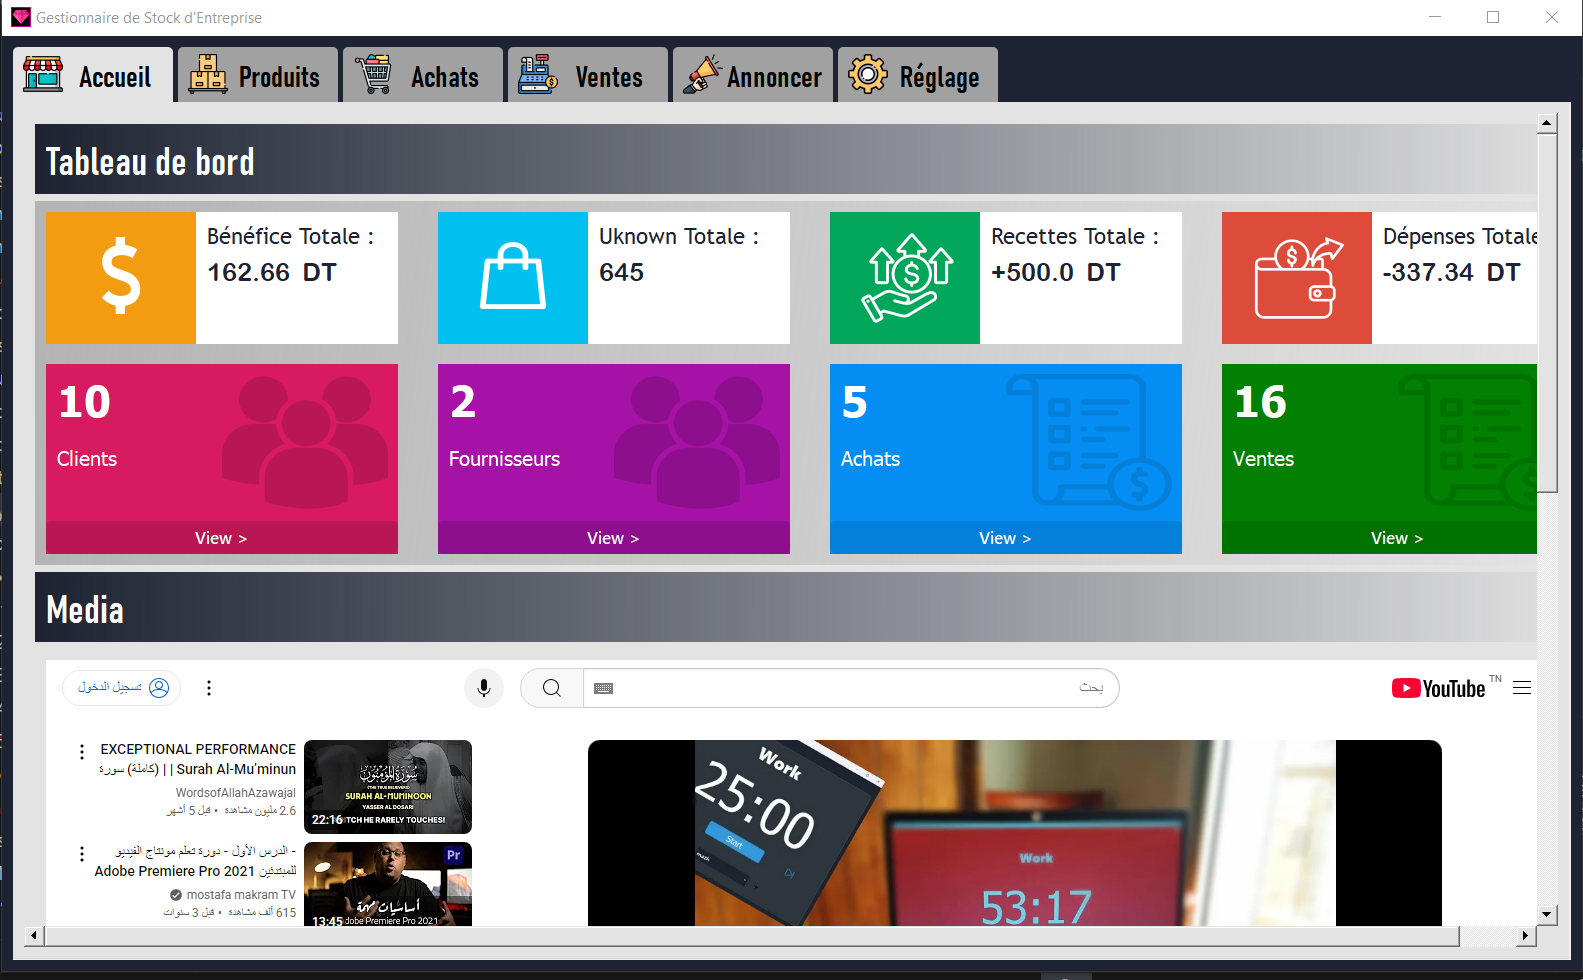 Gestionnaire de Stock d'Entreprise
Accueil
Produits
Achats
Ventes
Annoncer
Réglage
Tableau de bord
Bénéfice Totale :
162.66 DT
Uknown Totale :
645
Recettes Totale :
+500.0 DT
Dépenses Totale
-337.34 DT
10
Clients
View >
2
Fournisseurs
View >
5
Achats
View >
16
Ventes
View >
Media
تسجيل الدخول
بحث
YouTube TN
EXCEPTIONAL PERFORMANCE
Surah Al-Mu'minun | | (كاملة) سورة
WordsofAllahAzawajal
2.6 مليون مشاهدة • قبل 5 أشهر
سورة المؤمنون
(THE TRUE BELIEVERS)
SURAH AL-MUMINOON
YASSER AL DOSARI
TCH HE RARELY TOUCHES!
22:16
الدرس الأول - دورة تعلم مونتاج الفيديو -
للمبتدئين Adobe Premiere Pro 2021
mostafa makram TV
615 ألف مشاهدة • قبل 3 سنوات
Pr
أساسيات مهمة
dobe Premiere Pro 2021
13:45
Work
25:00
Start
Work
53:17